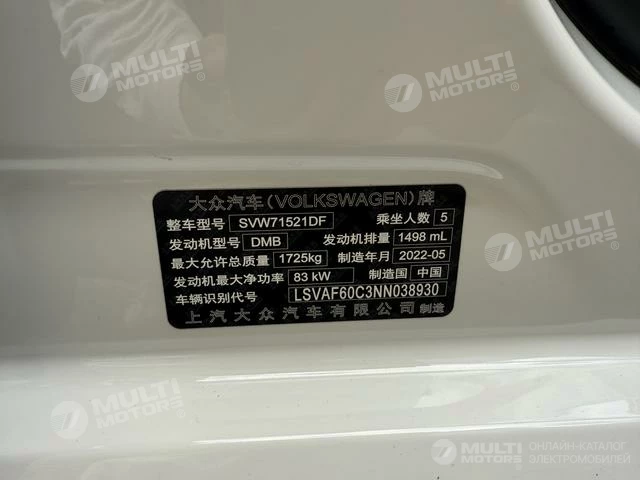 MULTI
MOTORS®
MULTI
MOTORS®
大众汽车(VOLKSWAGEN)牌
整车型号 SVW71521DF 乘坐人数 5
发动机型号 DMB 发动机排量 1498 mL
最大允许总质量 1725kg 制造年月 2022-05
发动机最大净功率 83 kW 制造国 中国
车辆识别代号 LSVAF60C3NN038930
上汽大众汽车有限公司 制造
MULTI
MOTORS®
MULTI
MOTORS®
MULTI
MOTORS®
ОНЛАЙН-КАТАЛОГ
ЭЛЕКТРОМОБИЛЕЙ